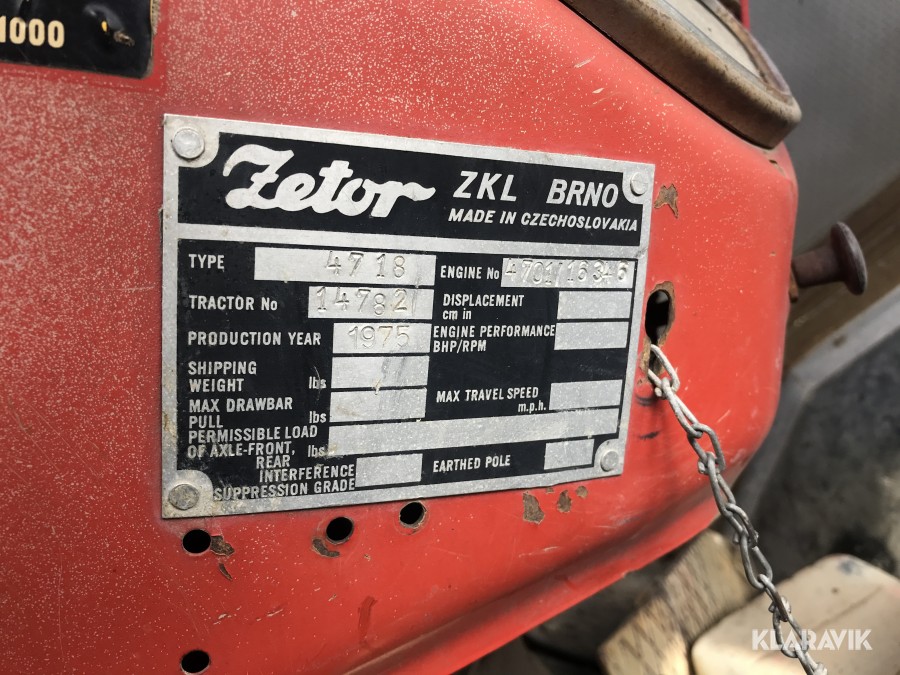 1000
Zetor ZKL BRNO
MADE IN CZECHOSLOVAKIA
TYPE 4718
ENGINE No 4701/16346
TRACTOR No 14782
DISPLACEMENT
cm in
PRODUCTION YEAR 1975
ENGINE PERFORMANCE
BHP/RPM
SHIPPING
WEIGHT lbs
MAX DRAWBAR
PULL lbs
MAX TRAVEL SPEED
m.p.h.
PERMISSIBLE LOAD
OF AXLE-FRONT, lbs
REAR
INTERFERENCE
SUPPRESSION GRADE
EARTHED POLE
KLARAVIK